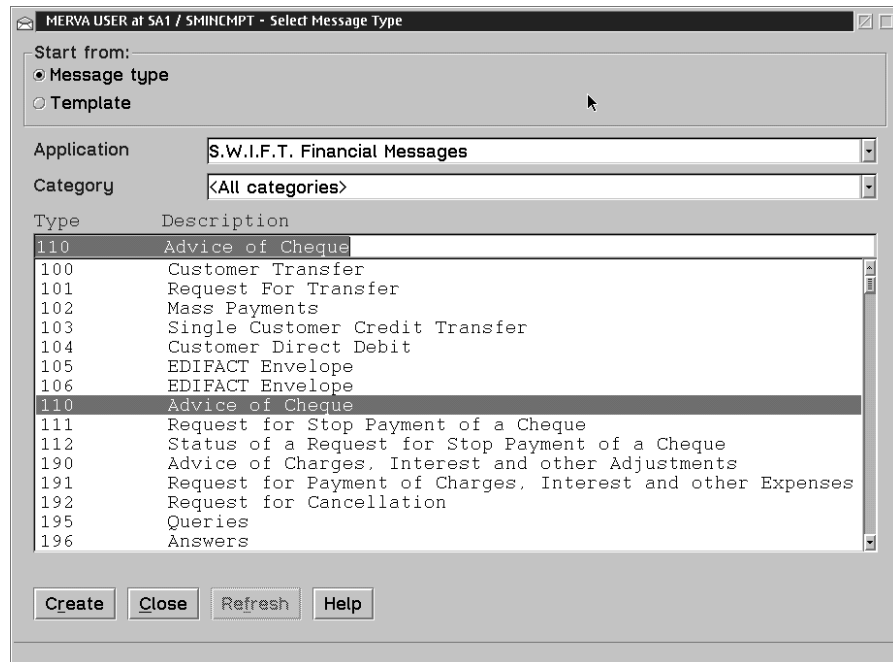 MERVA USER at SA1 / SMINCMPT - Select Message Type
Start from:
Message type
Template
Application S.W.I.F.T. Financial Messages
Category <All categories>
Type Description
110 Advice of Cheque
100 Customer Transfer
101 Request For Transfer
102 Mass Payments
103 Single Customer Credit Transfer
104 Customer Direct Debit
105 EDIFACT Envelope
106 EDIFACT Envelope
110 Advice of Cheque
111 Request for Stop Payment of a Cheque
112 Status of a Request for Stop Payment of a Cheque
190 Advice of Charges, Interest and other Adjustments
191 Request for Payment of Charges, Interest and other Expenses
192 Request for Cancellation
195 Queries
196 Answers
Create Close Refresh Help